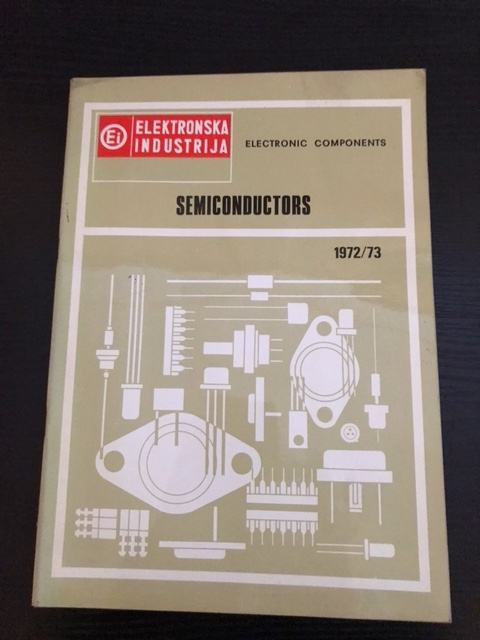 Ei
ELEKTRONSKA
INDUSTRIJA
ELECTRONIC COMPONENTS
SEMICONDUCTORS
1972/73